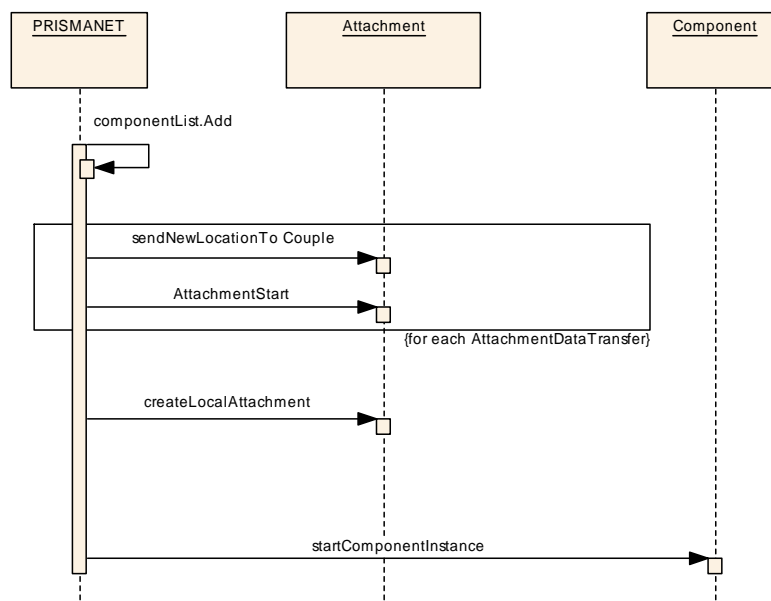 PRISMANET
Attachment
Component
componentList.Add
sendNewLocationTo Couple
AttachmentStart
{for each AttachmentDataTransfer}
createLocalAttachment
startComponentInstance